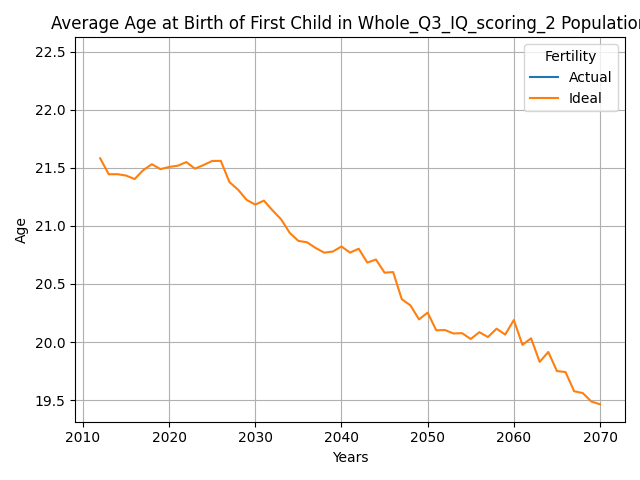 Average Age at Birth of First Child in Whole_Q3_IQ_scoring_2 Population
22.5
22.0
21.5
21.0
20.5
20.0
19.5
Age
Fertility
Actual
Ideal
2010 2020 2030 2040 2050 2060 2070
Years